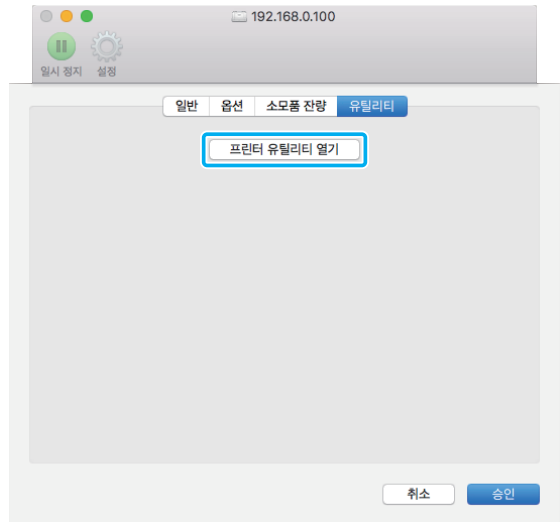 192.168.0.100
일시 정지 설정
일반 옵션 소모품 잔량 유틸리티
프린터 유틸리티 열기
취소 승인